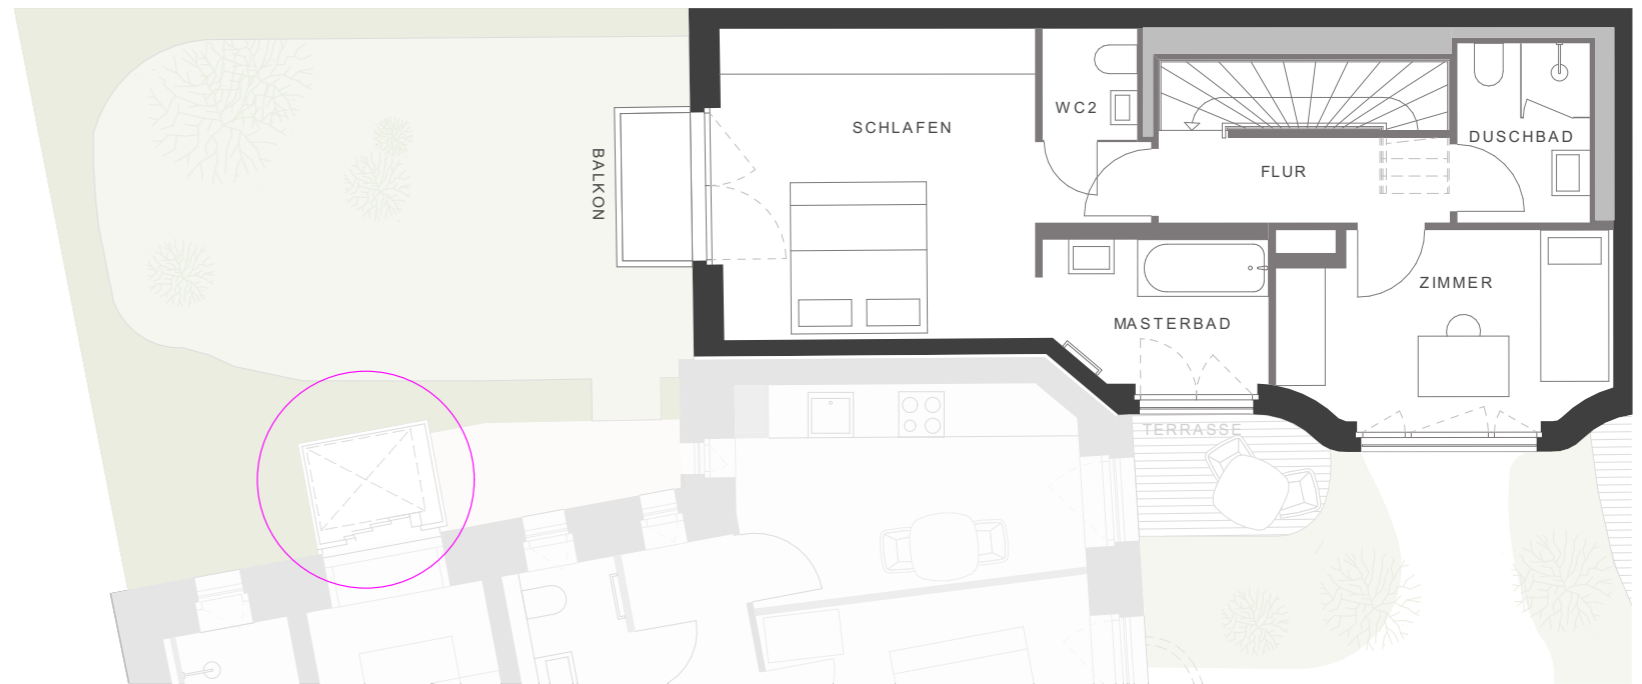 WC2
SCHLAFEN
DUSCHBAD
BALKON
FLUR
ZIMMER
MASTERBAD
TERRASSE